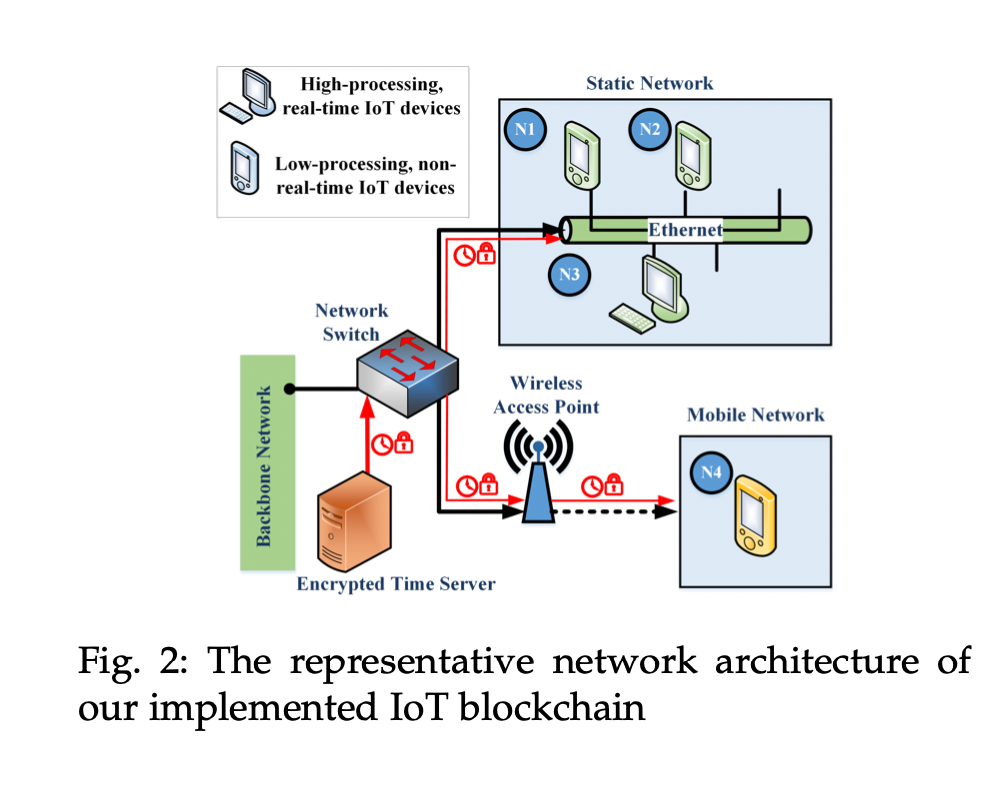 High-processing,
real-time IoT devices
Low-processing, non-
real-time IoT devices
Static Network
N1
N2
Ethernet
N3
Network
Switch
Backbone Network
Wireless
Access Point
Mobile Network
N4
Encrypted Time Server
Fig. 2: The representative network architecture of
our implemented IoT blockchain